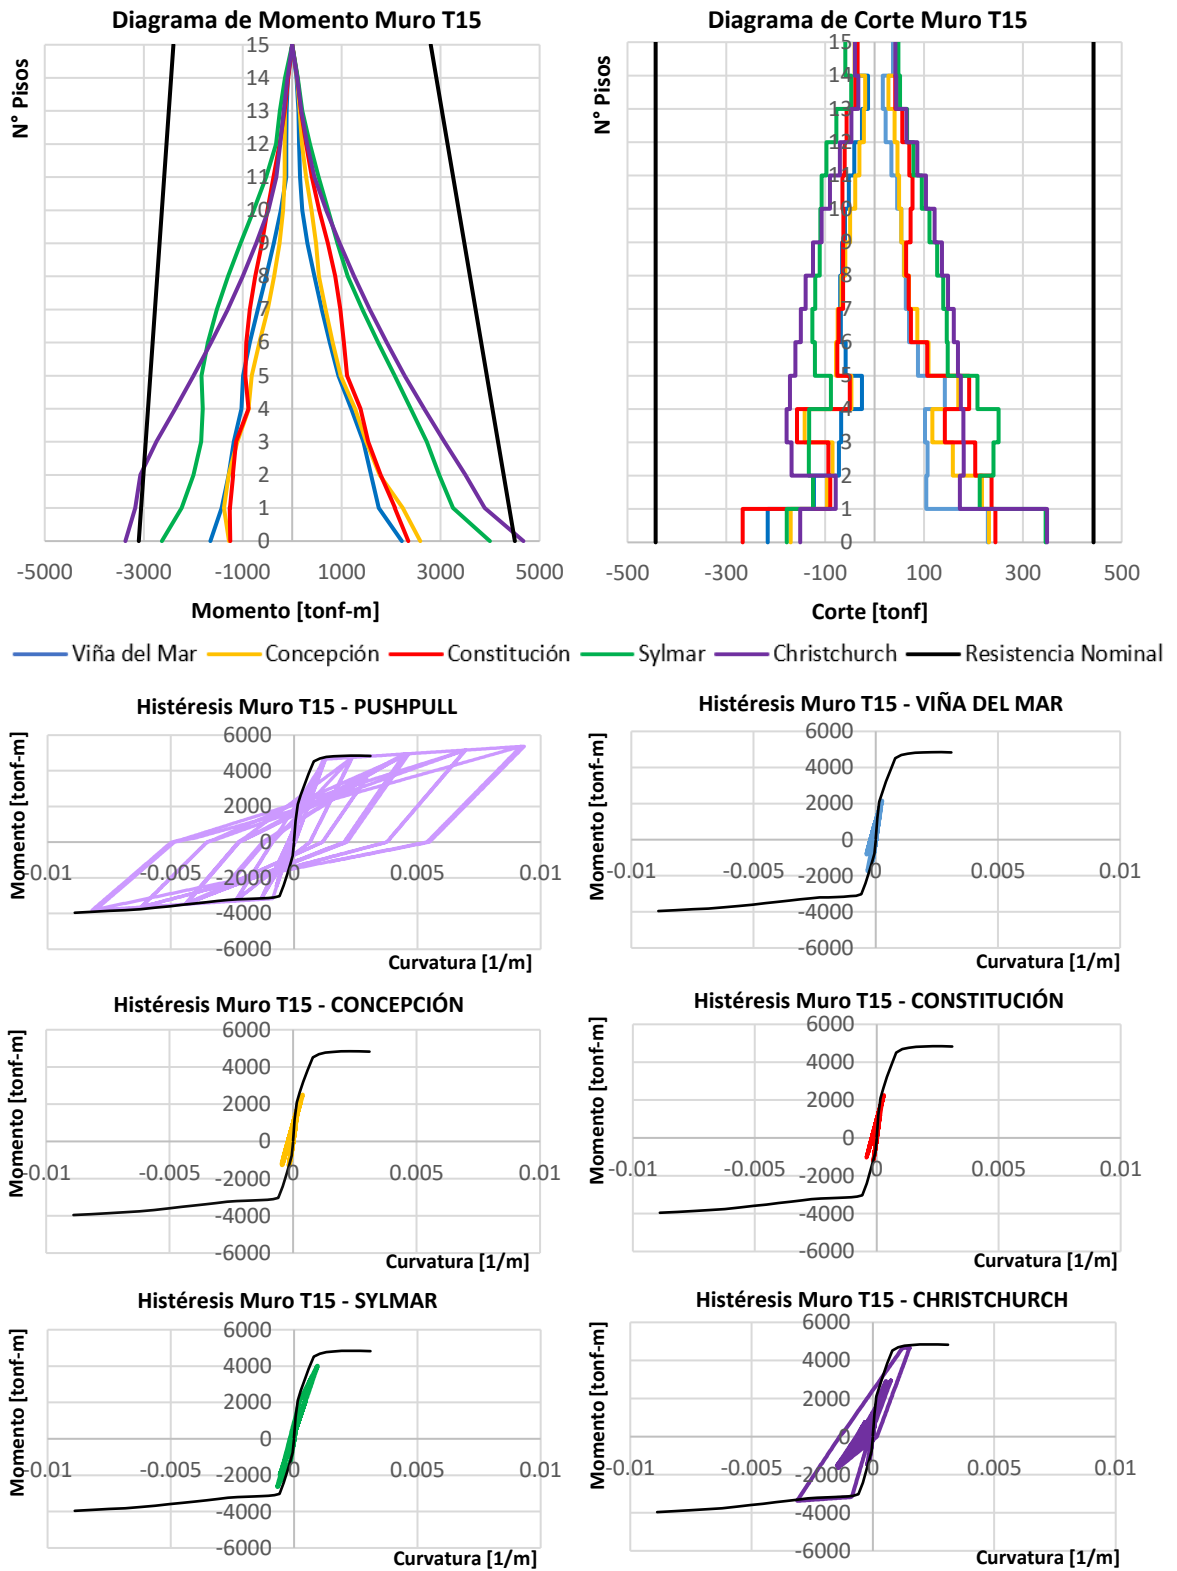 Diagrama de Momento Muro T15
N° Pisos
15
14
13
12
11
10
9
8
7
6
5
4
3
2
1
0
-5000 -3000 -1000 1000 3000 5000
Momento [tonf-m]
Diagrama de Corte Muro T15
N° Pisos
15
14
13
12
11
10
9
8
7
6
5
4
3
2
1
0
-500 -300 -100 100 300 500
Corte [tonf]
Viña del Mar Concepción Constitución Sylmar Christchurch Resistencia Nominal
Histéresis Muro T15 - PUSHPULL
Momento [tonf-m]
6000
4000
2000
0
-0.01 -0.005 0 0.005 0.01
-2000
-4000
-6000
Curvatura [1/m]
Histéresis Muro T15 - VIÑA DEL MAR
Momento [tonf-m]
6000
4000
2000
0
-0.01 -0.005 0 0.005 0.01
-2000
-4000
-6000
Curvatura [1/m]
Histéresis Muro T15 - CONCEPCIÓN
Momento [tonf-m]
6000
4000
2000
0
-0.01 -0.005 0 0.005 0.01
-2000
-4000
-6000
Curvatura [1/m]
Histéresis Muro T15 - CONSTITUCIÓN
Momento [tonf-m]
6000
4000
2000
0
-0.01 -0.005 0 0.005 0.01
-2000
-4000
-6000
Curvatura [1/m]
Histéresis Muro T15 - SYLMAR
Momento [tonf-m]
6000
4000
2000
0
-0.01 -0.005 0 0.005 0.01
-2000
-4000
-6000
Curvatura [1/m]
Histéresis Muro T15 - CHRISTCHURCH
Momento [tonf-m]
6000
4000
2000
0
-0.01 -0.005 0 0.005 0.01
-2000
-4000
-6000
Curvatura [1/m]